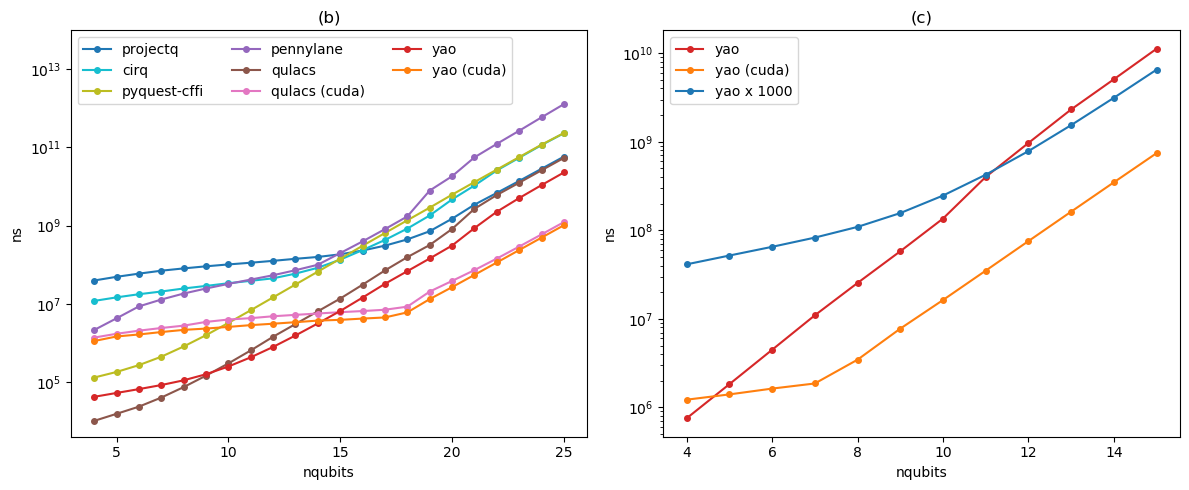 (b)
projectq
cirq
pyquest-cffi
pennylane
qulacs
qulacs (cuda)
yao
yao (cuda)
10^13
10^11
10^9
10^7
10^5
ns
5 10 15 20 25
nqubits
(c)
yao
yao (cuda)
yao x 1000
10^10
10^9
10^8
10^7
10^6
ns
4 6 8 10 12 14
nqubits